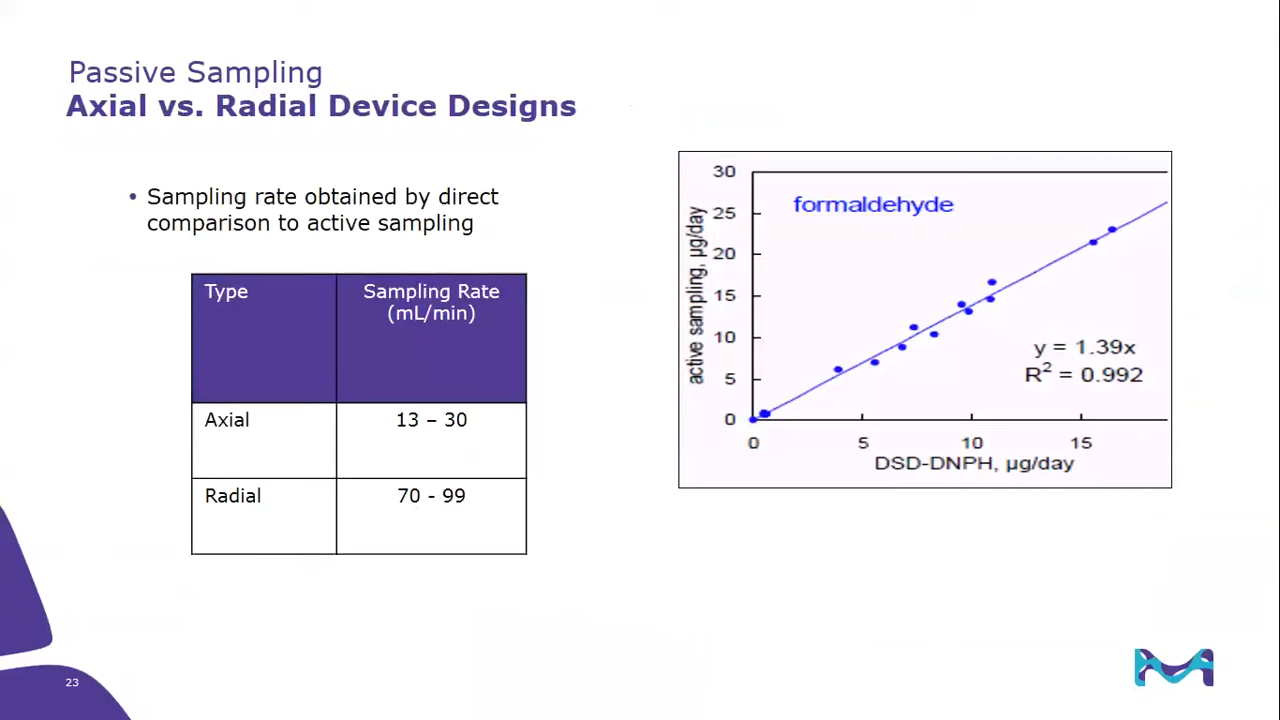 Passive Sampling
Axial vs. Radial Device Designs
• Sampling rate obtained by direct
comparison to active sampling
Type
Sampling Rate
(mL/min)
Axial
13 – 30
Radial
70 - 99
formaldehyde
active sampling, µg/day
30
25
20
15
10
5
0
y = 1.39x
R² = 0.992
0 5 10 15
DSD-DNPH, µg/day
23